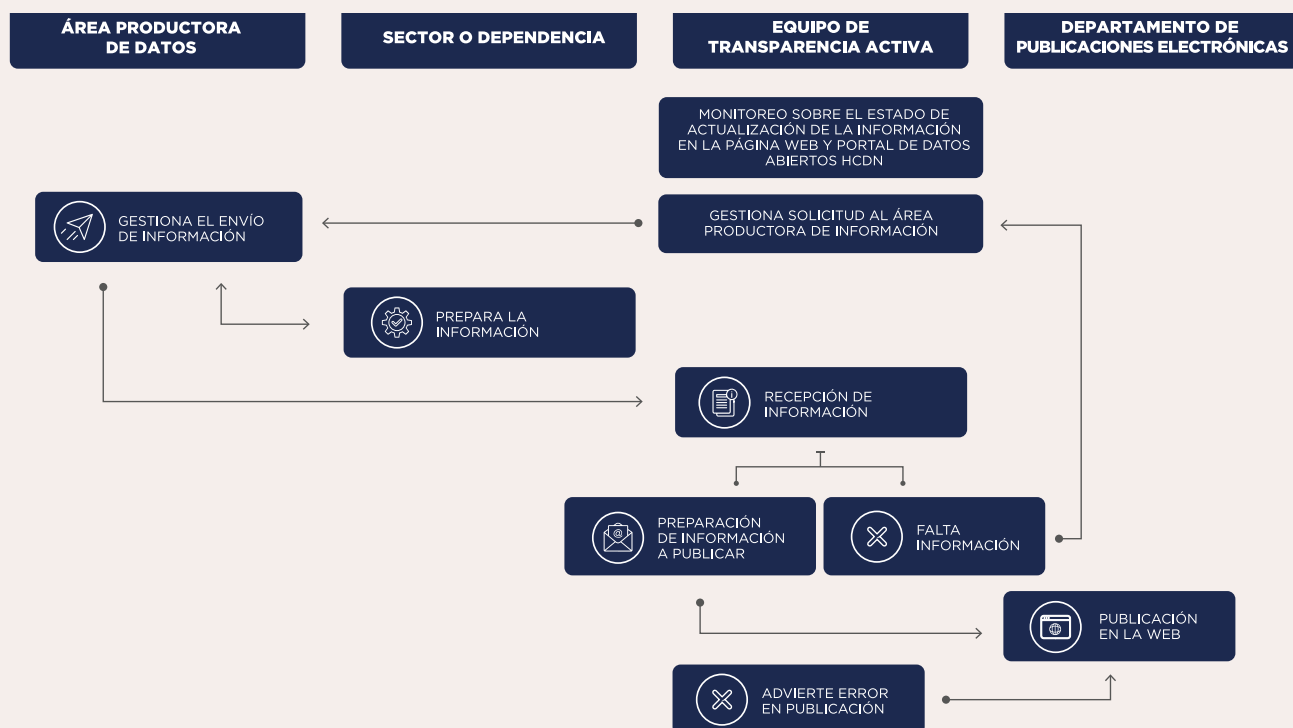 ÁREA PRODUCTORA
DE DATOS
SECTOR O DEPENDENCIA
EQUIPO DE
TRANSPARENCIA ACTIVA
DEPARTAMENTO DE
PUBLICACIONES ELECTRÓNICAS
MONITOREO SOBRE EL ESTADO DE
ACTUALIZACIÓN DE LA INFORMACIÓN
EN LA PÁGINA WEB Y PORTAL DE DATOS
ABIERTOS HCDN
GESTIONA EL ENVÍO
DE INFORMACIÓN
GESTIONA SOLICITUD AL ÁREA
PRODUCTORA DE INFORMACIÓN
PREPARA LA
INFORMACIÓN
RECEPCIÓN DE
INFORMACIÓN
PREPARACIÓN
DE INFORMACIÓN
A PUBLICAR
FALTA
INFORMACIÓN
PUBLICACIÓN
EN LA WEB
ADVIERTE ERROR
EN PUBLICACIÓN